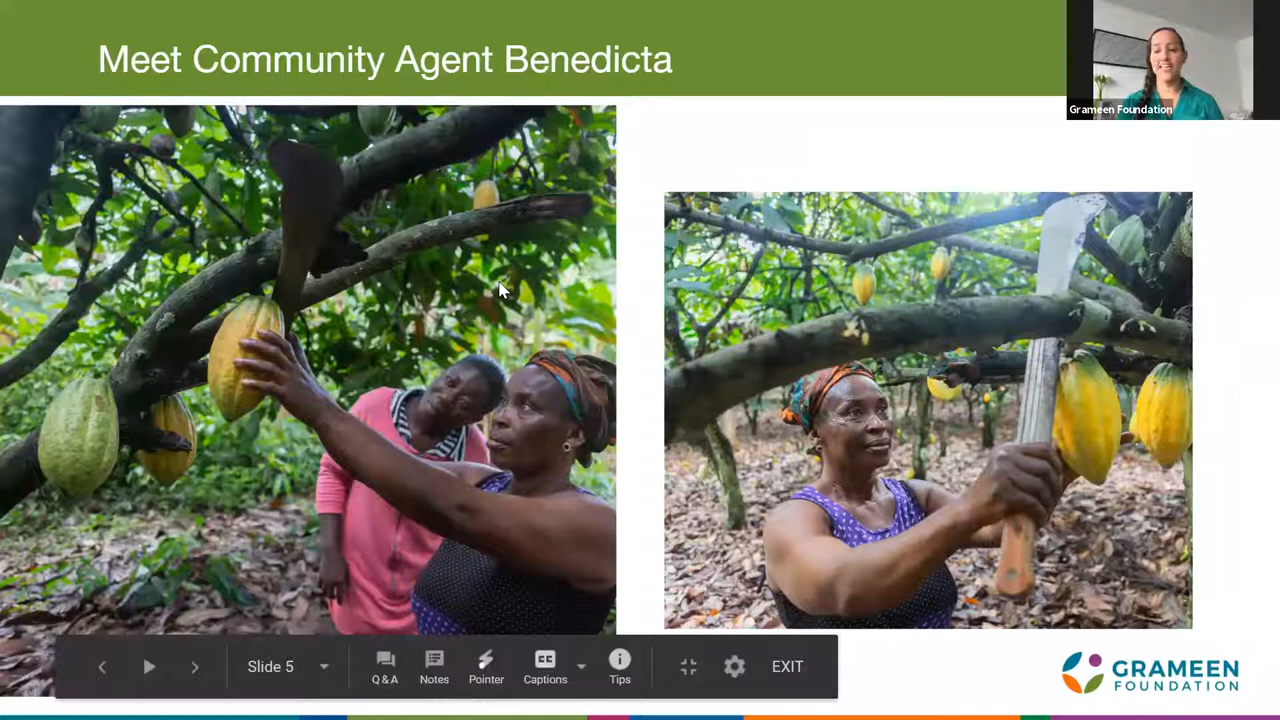 Meet Community Agent Benedicta
Grameen Foundation
Slide 5
Q & A
Notes
Pointer
Captions
Tips
EXIT
GRAMEEN
FOUNDATION